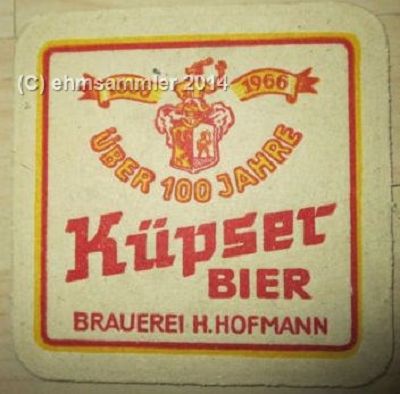 (C) ehmsammler 2014
1966
ÜBER 100 JAHRE
Küpser
BIER
BRAUEREI H. HOFMANN